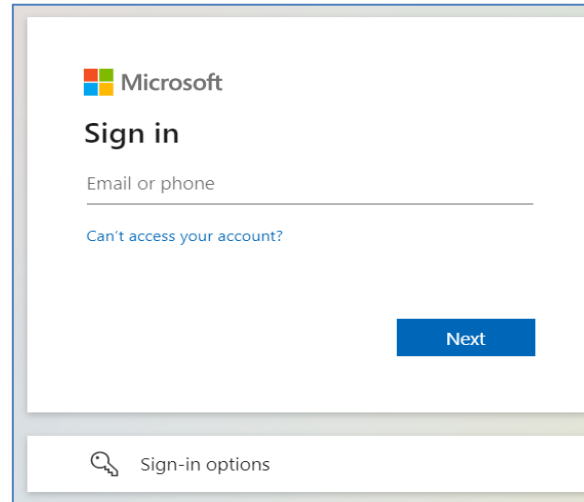 Microsoft
Sign in
Email or phone
Can't access your account?
Next
Sign-in options